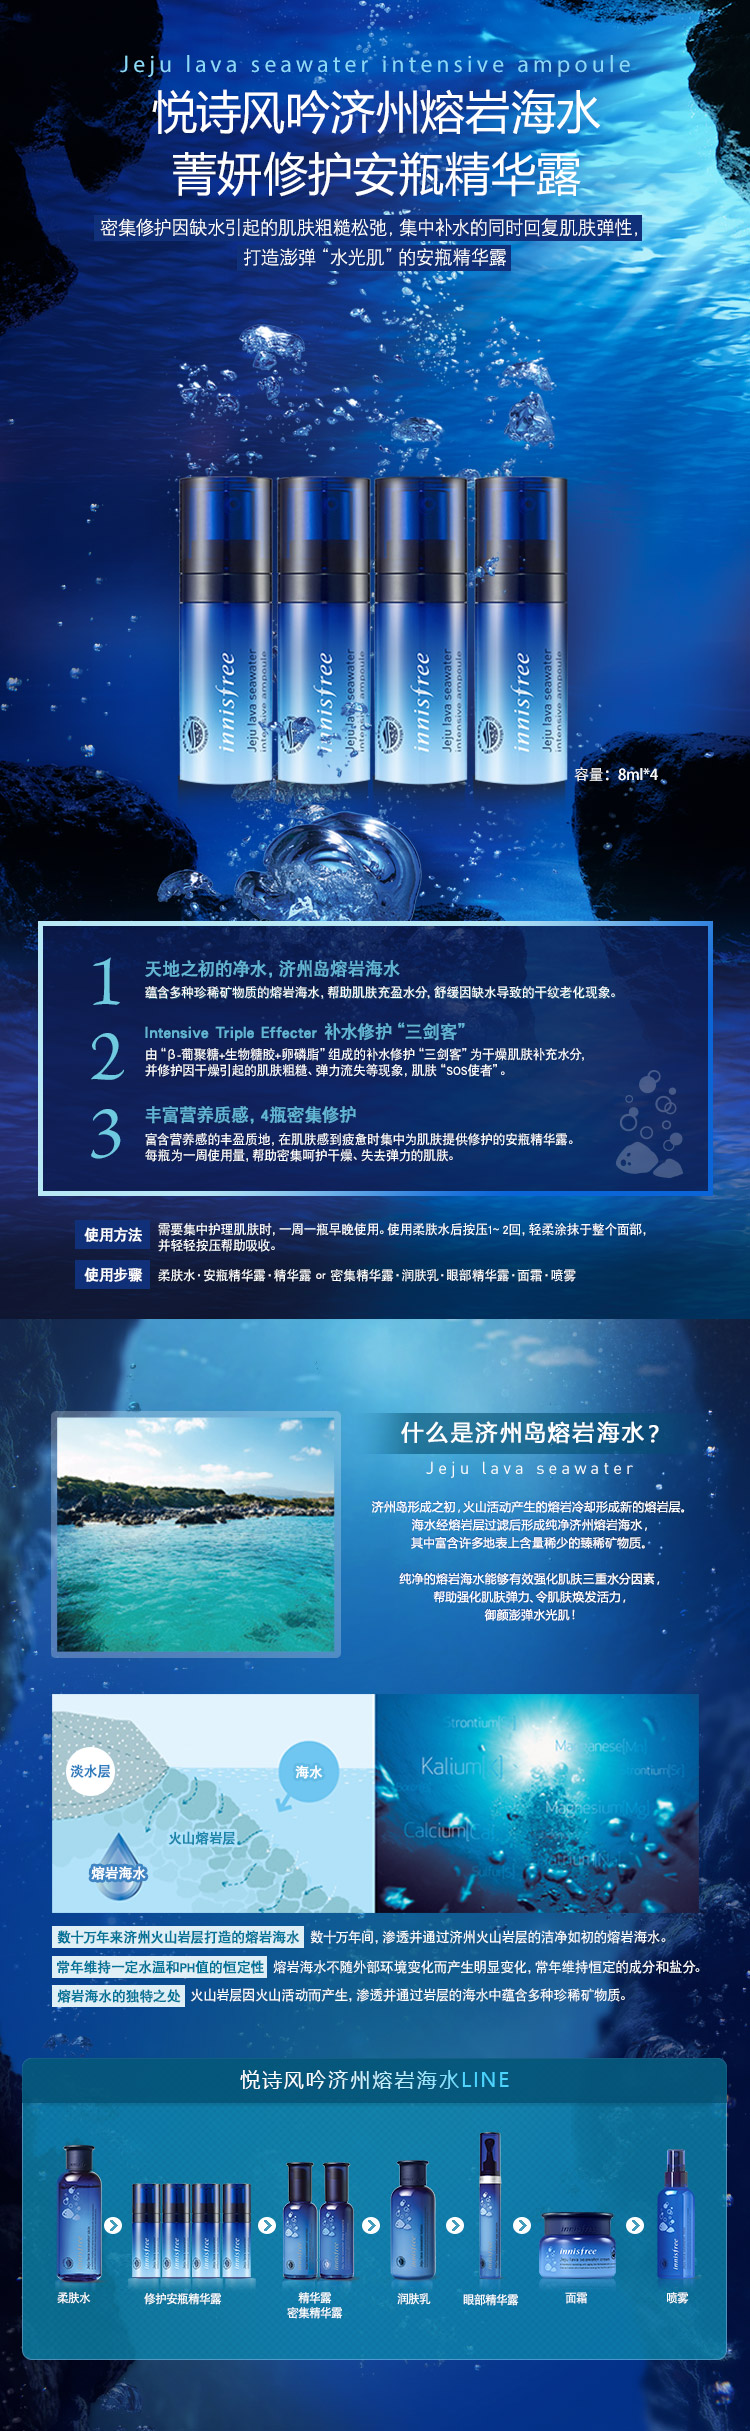 Jeju lava seawater intensive ampoule
悦诗风吟济州熔岩海水
菁妍修护安瓶精华露
密集修护因缺水引起的肌肤粗糙松弛, 集中补水的同时回复肌肤弹性,
打造澎弹“水光肌”的安瓶精华露
innisfree
Jeju lava seawater
intensive ampoule
innisfree
Jeju lava seawater
intensive ampoule
innisfree
Jeju lava seawater
intensive ampoule
innisfree
Jeju lava seawater
intensive ampoule
容量：8ml*4
1
天地之初的净水, 济州岛熔岩海水
蕴含多种珍稀矿物质的熔岩海水, 帮助肌肤充盈水分, 舒缓因缺水导致的干纹老化现象。
2
Intensive Triple Effecter 补水修护“三剑客”
由“β-葡聚糖+生物糖胶+卵磷脂”组成的补水修护“三剑客”为干燥肌肤补充水分,
并修护因干燥引起的肌肤粗糙、弹力流失等现象, 肌肤“SOS使者”。
3
丰富营养质感, 4瓶密集修护
富含营养感的丰盈质地, 在肌肤感到疲惫时集中为肌肤提供修护的安瓶精华露。
每瓶为一周使用量, 帮助密集呵护干燥、失去弹力的肌肤。
使用方法 需要集中护理肌肤时, 一周一瓶早晚使用。使用柔肤水后按压1~2回, 轻柔涂抹于整个面部,
并轻轻按压帮助吸收。
使用步骤 柔肤水·安瓶精华露·精华露 or 密集精华露·润肤乳·眼部精华露·面霜·喷雾
什么是济州岛熔岩海水?
Jeju lava seawater
济州岛形成之初, 火山活动产生的熔岩冷却形成新的熔岩层。
海水经熔岩层过滤后形成纯净济州熔岩海水,
其中富含许多地表上含量稀少的臻稀矿物质。
纯净的熔岩海水能够有效强化肌肤三重水分因素,
帮助强化肌肤弹力、令肌肤焕发活力,
御颜澎弹水光肌!
淡水层
海水
火山熔岩层
熔岩海水
Strontium[S
Manganese[Mn]
Kalium[K]
Strontium[Sr]
Magnesium[Mg]
Calcium[Ca]
数十万年来济州火山岩层打造的熔岩海水 数十万年间, 渗透并通过济州火山岩层的洁净如初的熔岩海水。
常年维持一定水温和PH值的恒定性 熔岩海水不随外部环境变化而产生明显变化, 常年维持恒定的成分和盐分。
熔岩海水的独特之处 火山岩层因火山活动而产生, 渗透并通过岩层的海水中蕴含多种珍稀矿物质。
悦诗风吟济州熔岩海水LINE
柔肤水
修护安瓶精华露
精华露
密集精华露
润肤乳
眼部精华露
面霜
喷雾